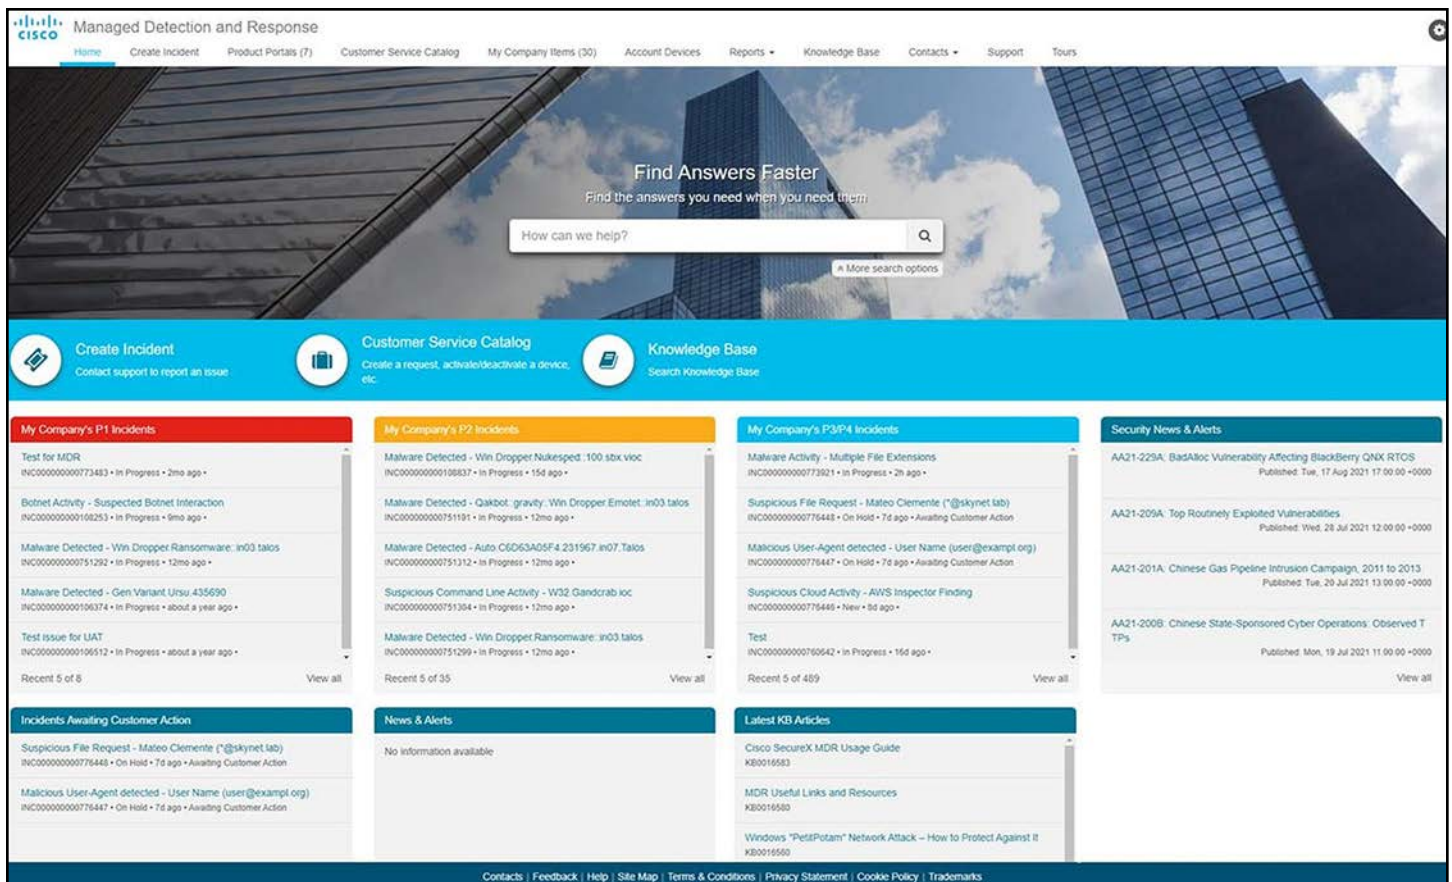 CISCO
Managed Detection and Response
Home Create Incident Product Portals (7) Customer Service Catalog My Company Items (30) Account Devices Reports Knowledge Base Contacts Support Tours
Find Answers Faster
Find the answers you need when you need them
How can we help?
More search options
Create Incident
Contact support to report an issue
Customer Service Catalog
Create a request, activate/deactivate a device,
etc.
Knowledge Base
Search Knowledge Base
My Company's P1 Incidents
Test for MDR
INC000000000773483 • In Progress • 2mo ago •
Botnet Activity - Suspected Botnet Interaction
INC000000000108253 • In Progress • 9mo ago •
Malware Detected - Win Dropper.Ransomware::in03.talos
INC000000000751292 • In Progress • 12mo ago •
Malware Detected - Gen Variant.Ursu.435690
INC000000000106374 • In Progress • about a year ago •
Test issue for UAT
INC000000000106512 • In Progress • about a year ago •
Recent 5 of 8 View all
My Company's P2 Incidents
Malware Detected - Win Dropper.Nukesped::100.sbx.vioc
INC000000000108837 • In Progress • 15d ago •
Malware Detected - Qakbot::gravity::Win Dropper.Emotet::in03.talos
INC000000000751191 • In Progress • 12mo ago •
Malware Detected - Auto.C6D63A05F4.231967.in07.Talos
INC000000000751312 • In Progress • 12mo ago •
Suspicious Command Line Activity - W32.Gandcrab.ioc
INC000000000751304 • In Progress • 12mo ago •
Malware Detected - Win Dropper.Ransomware::in03.talos
INC000000000751299 • In Progress • 12mo ago •
Recent 5 of 35 View all
My Company's P3/P4 Incidents
Malware Activity - Multiple File Extensions
INC000000000773921 • In Progress • 2h ago •
Suspicious File Request - Mateo Clemente (*@skynet.lab)
INC000000000776448 • On Hold • 7d ago • Awaiting Customer Action
Malicious User-Agent detected - User Name (user@exampl.org)
INC000000000776447 • On Hold • 7d ago • Awaiting Customer Action
Suspicious Cloud Activity - AWS Inspector Finding
INC000000000776446 • New • 8d ago •
Test
INC000000000760642 • In Progress • 16d ago •
Recent 5 of 489 View all
Security News & Alerts
AA21-229A: BadAlloc Vulnerability Affecting BlackBerry QNX RTOS
Published: Tue, 17 Aug 2021 17:00:00 +0000
AA21-209A: Top Routinely Exploited Vulnerabilities
Published: Wed, 28 Jul 2021 12:00:00 +0000
AA21-201A: Chinese Gas Pipeline Intrusion Campaign, 2011 to 2013
Published: Tue, 20 Jul 2021 13:00:00 +0000
AA21-200B: Chinese State-Sponsored Cyber Operations: Observed T
TPs
Published: Mon, 19 Jul 2021 11:00:00 +0000
View all
Incidents Awaiting Customer Action
Suspicious File Request - Mateo Clemente (*@skynet.lab)
INC000000000776448 • On Hold • 7d ago • Awaiting Customer Action
Malicious User-Agent detected - User Name (user@exampl.org)
INC000000000776447 • On Hold • 7d ago • Awaiting Customer Action
News & Alerts
No information available
Latest KB Articles
Cisco SecureX MDR Usage Guide
KB0016583
MDR Useful Links and Resources
KB0016580
Windows "PetitPotam" Network Attack – How to Protect Against It
KB0016560
Contacts | Feedback | Help | Site Map | Terms & Conditions | Privacy Statement | Cookie Policy | Trademarks